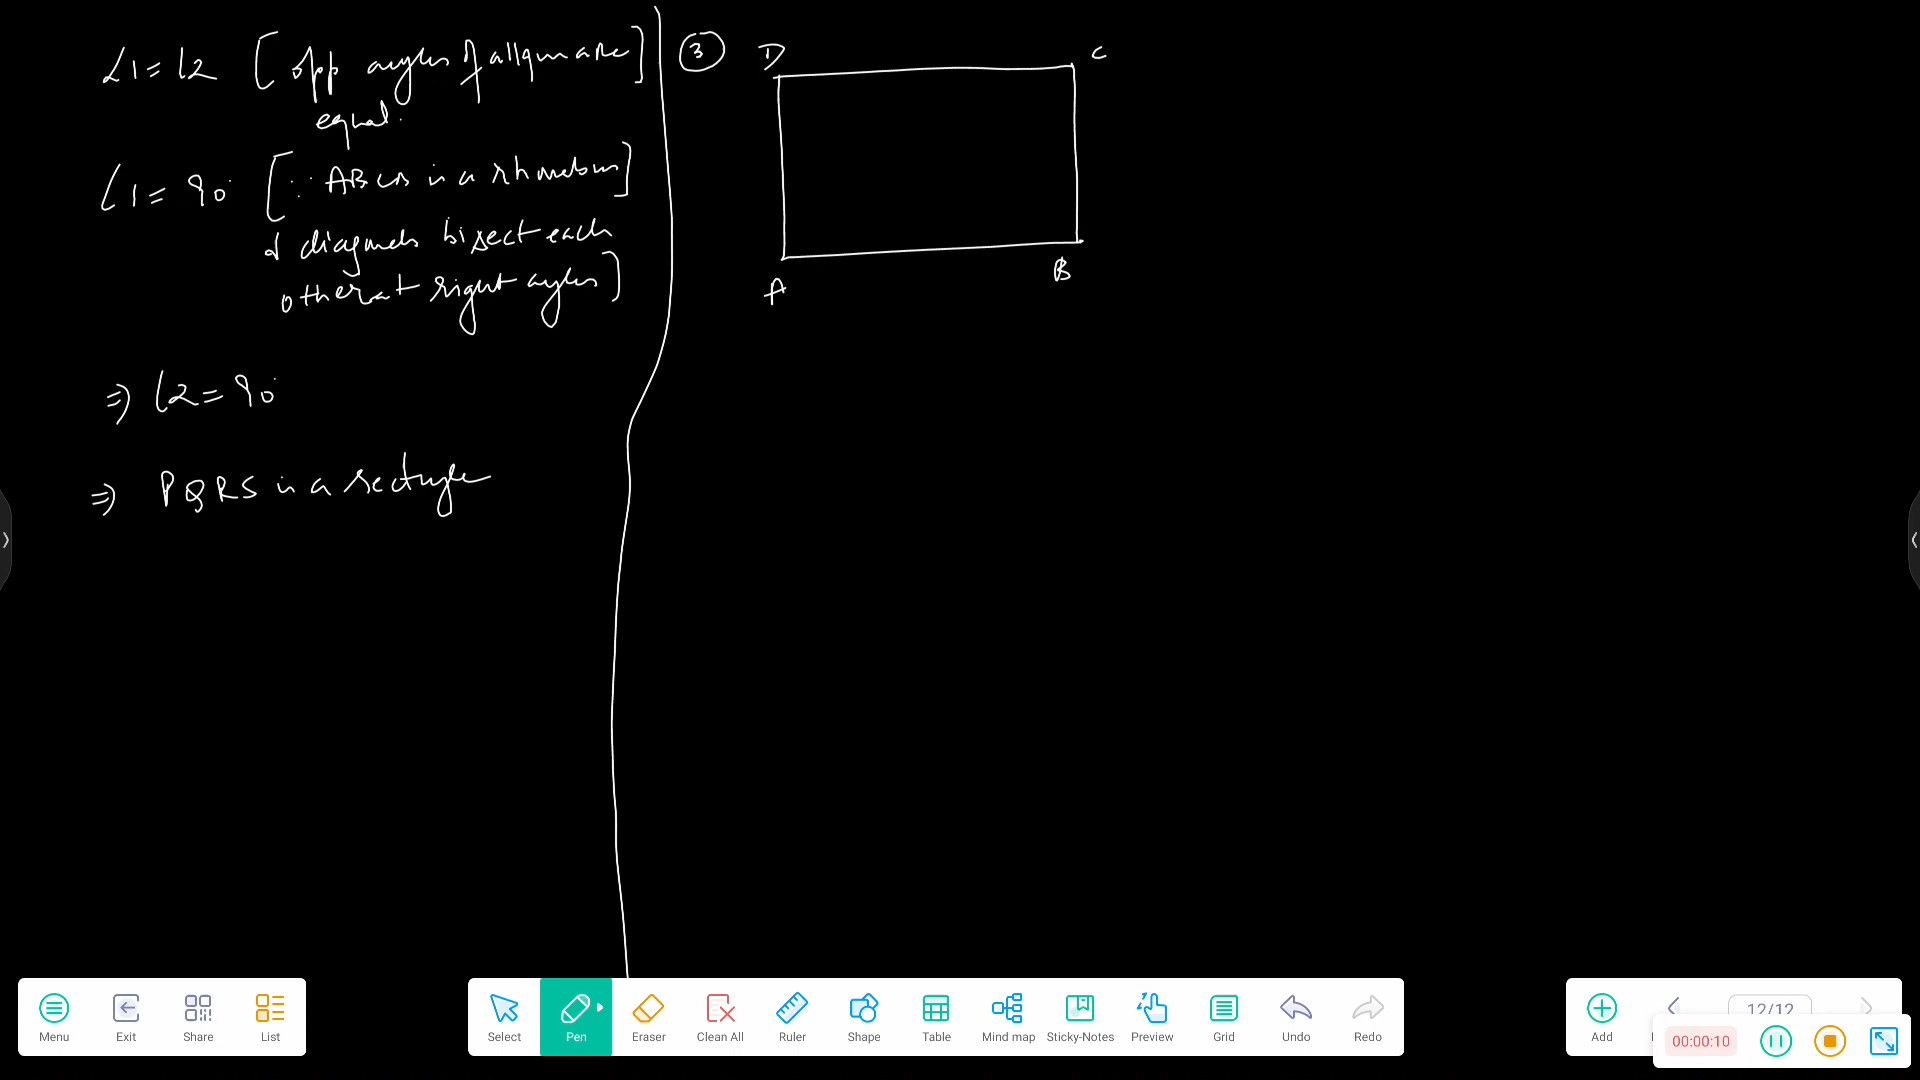 ∠1 = ∠2 [opp angles of allgm are]
equal.
∠1 = 90° [∵ ABCD is a rhombus]
& diagonals bisect each
other at right angles]
⇒ ∠2 = 90°
⇒ PQRS is a rectangle
3
D C
A B
Menu Exit Share List
Select Pen Eraser Clean All Ruler Shape Table Mind map Sticky-Notes Preview Grid Undo Redo
Add 12/12
00:00:10